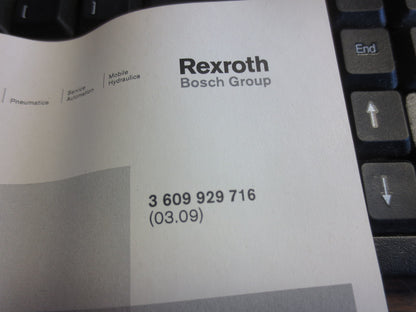 Rexroth
Bosch Group
Pneumatics
Service
Automation
Mobile
Hydraulics
3 609 929 716
(03.09)
End